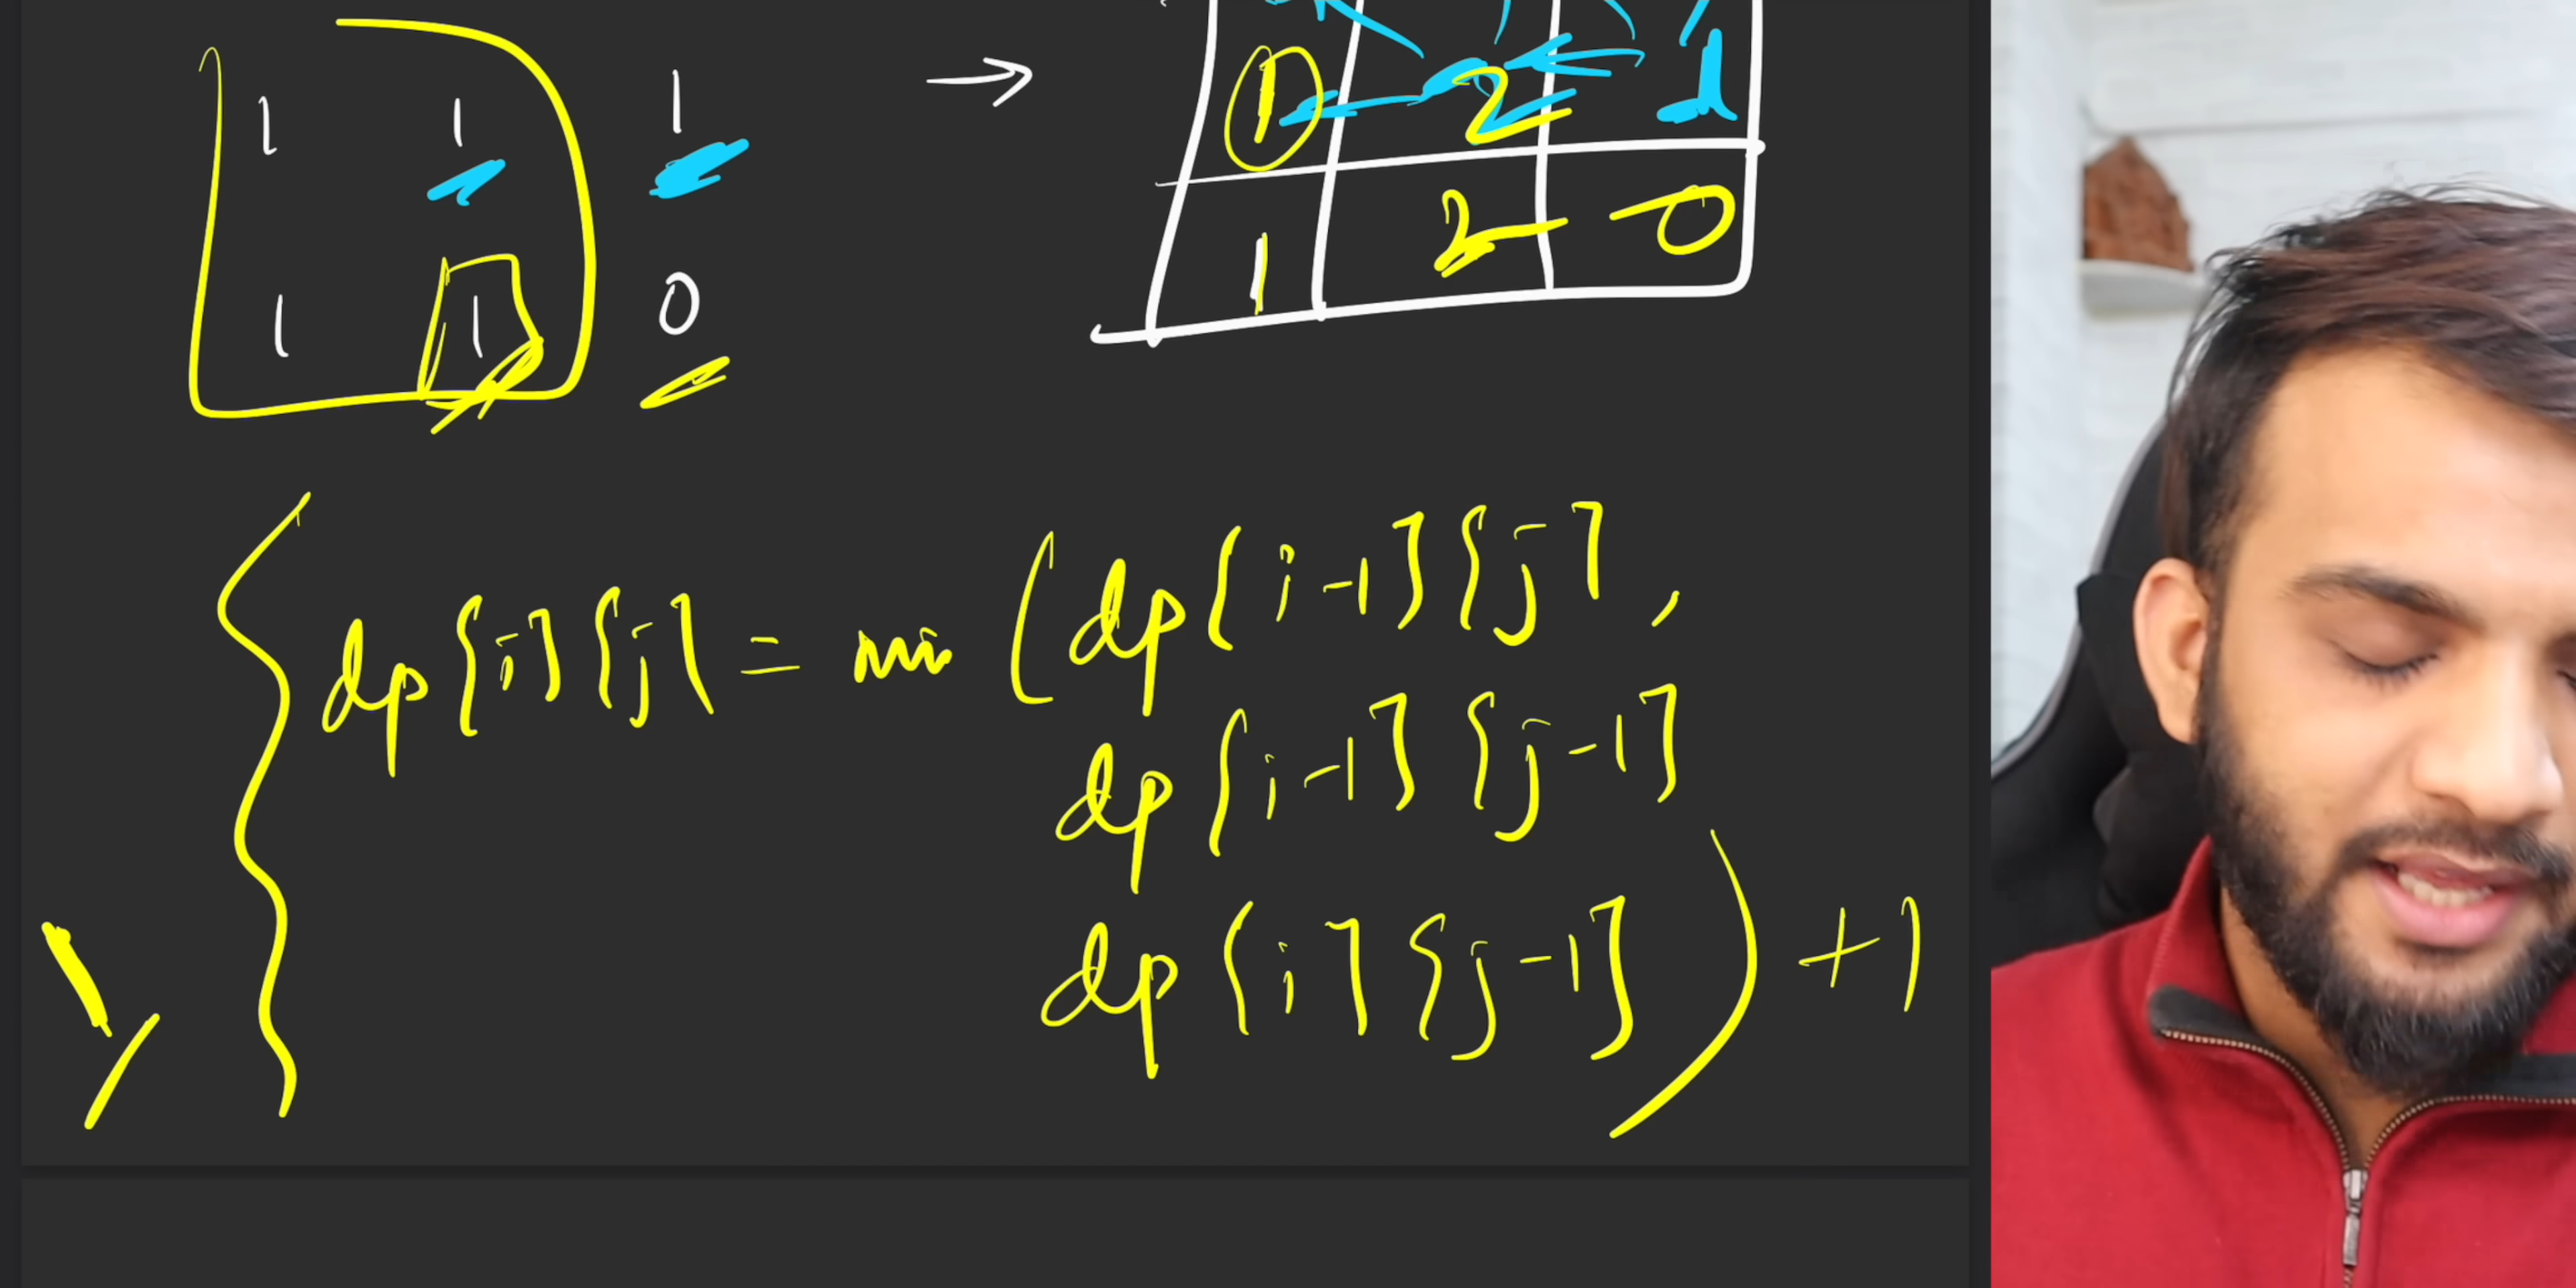 1 1 1 → 1 2 1
1 1 0 1 2 0
dp[i][j] = min (dp[i-1][j],
dp[i-1][j-1]
dp[i][j-1]) + 1